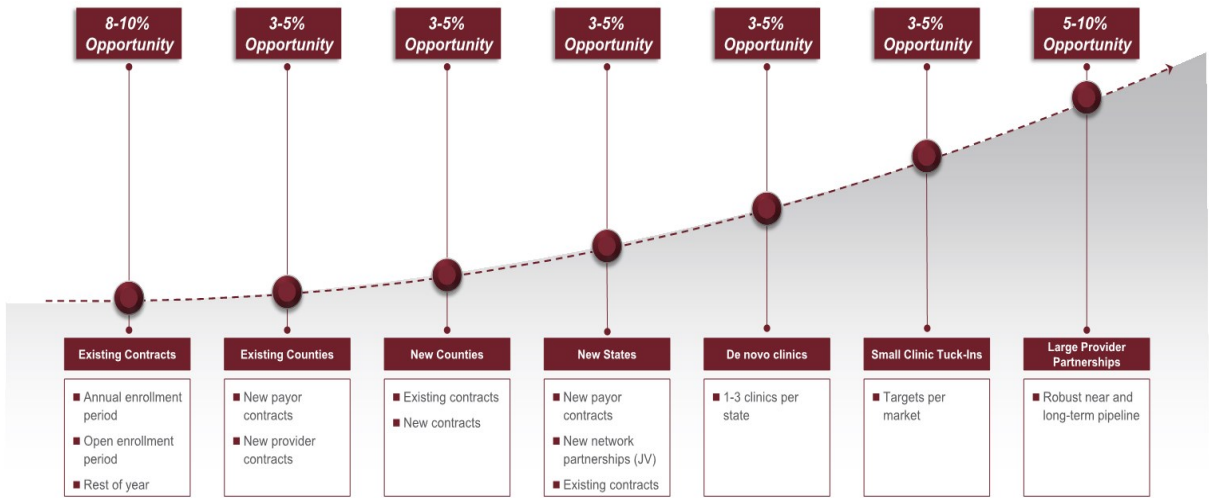 8-10%
Opportunity
3-5%
Opportunity
3-5%
Opportunity
3-5%
Opportunity
3-5%
Opportunity
3-5%
Opportunity
5-10%
Opportunity
Existing Contracts
■ Annual enrollment
period
■ Open enrollment
period
■ Rest of year
Existing Counties
■ New payor
contracts
■ New provider
contracts
New Counties
■ Existing contracts
■ New contracts
New States
■ New payor
contracts
■ New network
partnerships (JV)
■ Existing contracts
De novo clinics
■ 1-3 clinics per
state
Small Clinic Tuck-Ins
■ Targets per
market
Large Provider
Partnerships
■ Robust near and
long-term pipeline